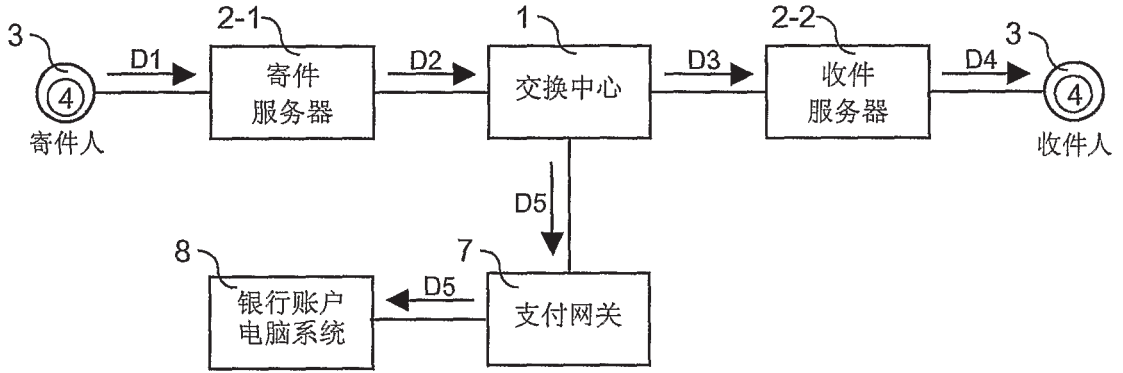 3
2-1
1
2-2
3
D1
D2
D3
D4
4
寄件
服务器
交换中心
收件
服务器
4
寄件人
收件人
D5
8
7
D5
银行账户
电脑系统
支付网关